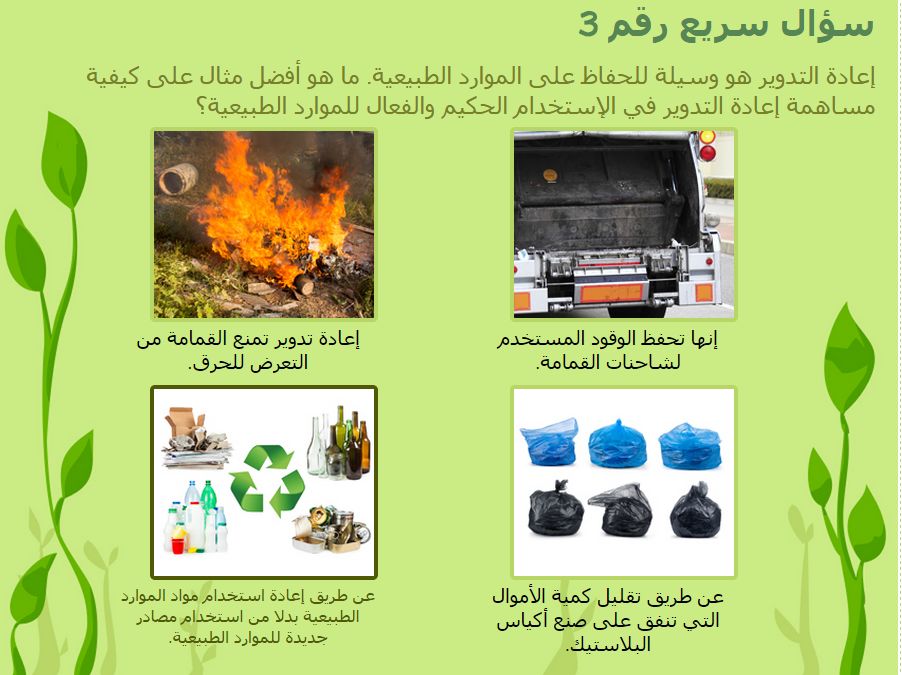 سؤال سريع رقم 3
إعادة التدوير هو وسيلة للحفاظ على الموارد الطبيعية. ما هو أفضل مثال على كيفية
مساهمة إعادة التدوير في الإستخدام الحكيم والفعال للموارد الطبيعية؟
إنها تحفظ الوقود المستخدم
لشاحنات القمامة.
إعادة تدوير تمنع القمامة من
التعرض للحرق.
عن طريق تقليل كمية الأموال
التي تنفق على صنع أكياس
البلاستيك.
عن طريق إعادة استخدام مواد الموارد
الطبيعية بدلا من استخدام مصادر
جديدة للموارد الطبيعية.